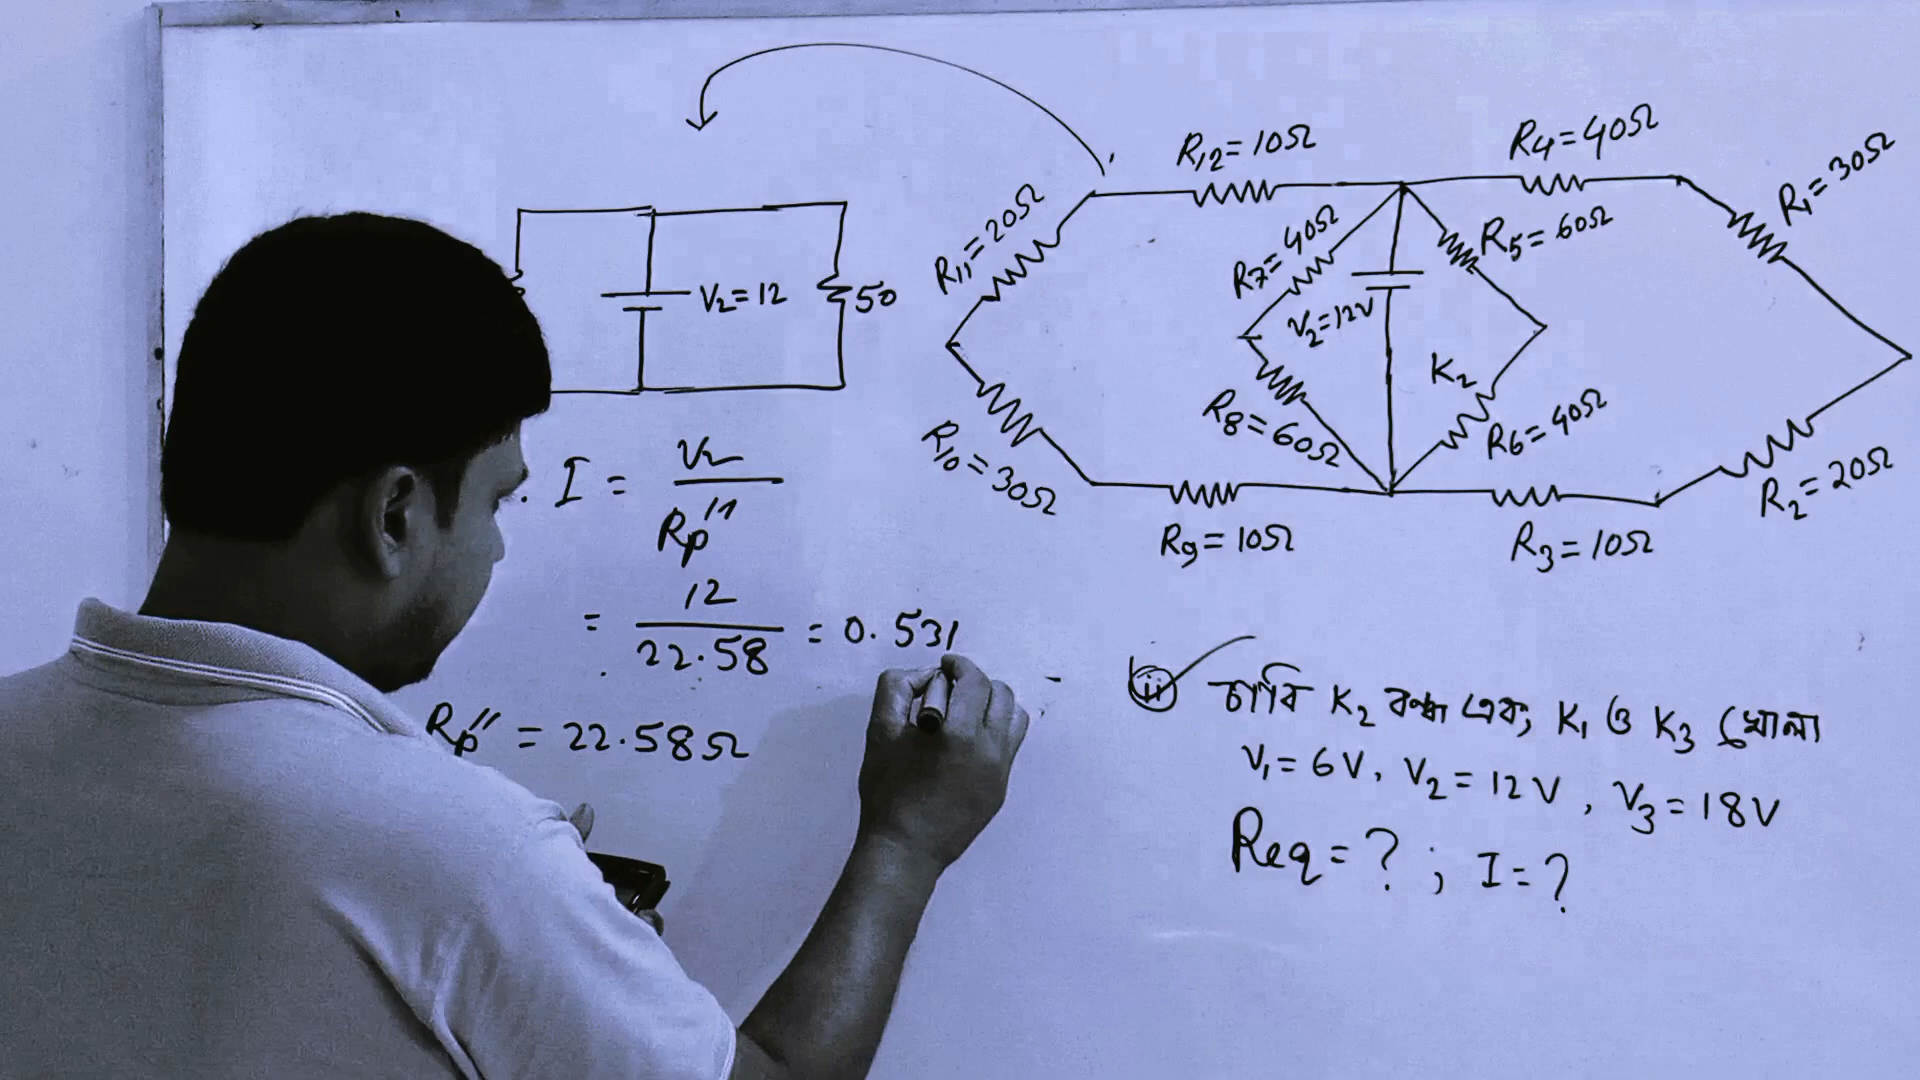 R₁₂ = 10Ω
R₄ = 40Ω
R₁ = 30Ω
R₁₁ = 20Ω
R₇ = 40Ω
R₅ = 60Ω
V₂ = 12
50
V₂ = 12V
K₂
R₈ = 60Ω
R₆ = 40Ω
R₁₀ = 30Ω
R₂ = 20Ω
R₉ = 10Ω
R₃ = 10Ω
I = V₂ / Rp'''
= 12 / 22.58 = 0.531
Rp'' = 22.58Ω
ii চাবি K₂ বন্ধ এবং K₁ ও K₃ খোলা
V₁ = 6V, V₂ = 12V, V₃ = 18V
Req = ? ; I = ?